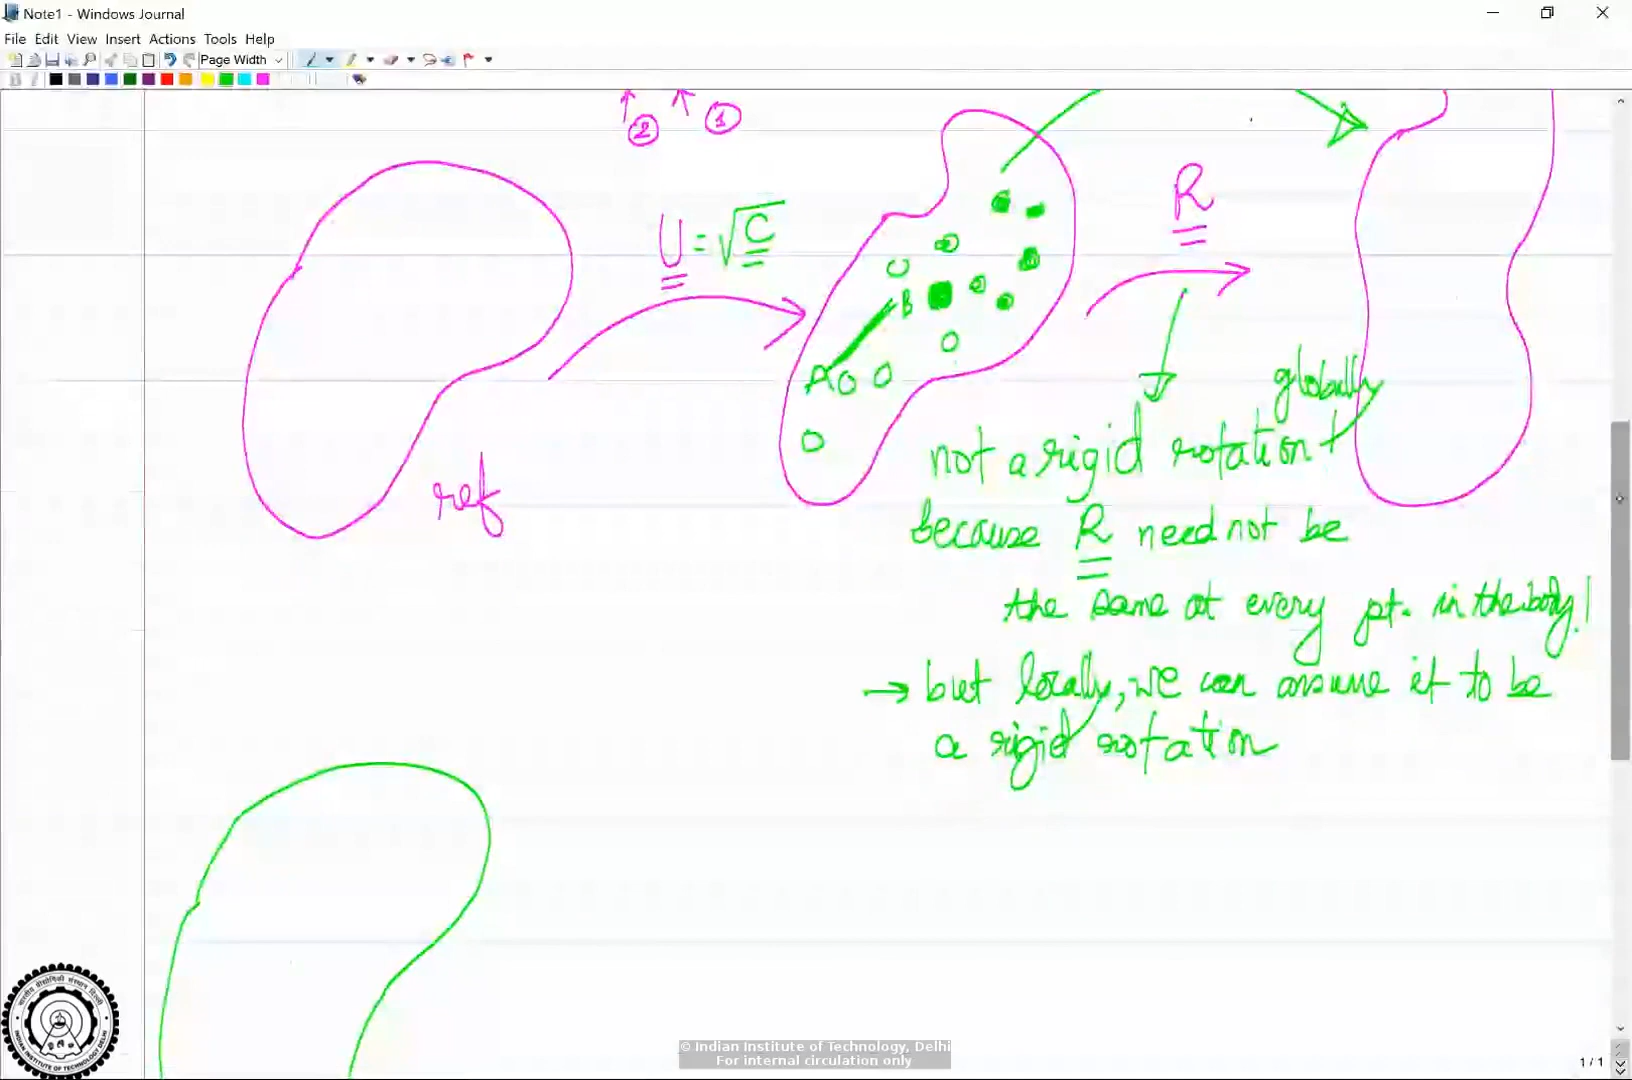 Note1 - Windows Journal
File Edit View Insert Actions Tools Help
Page Width
② ①
U = √C
R
B
A
ref
globally
not a rigid rotation
because R need not be
the same at every pt. in the body!
→ but locally, we can assume it to be
a rigid rotation
© Indian Institute of Technology, Delhi
For internal circulation only
1 / 1